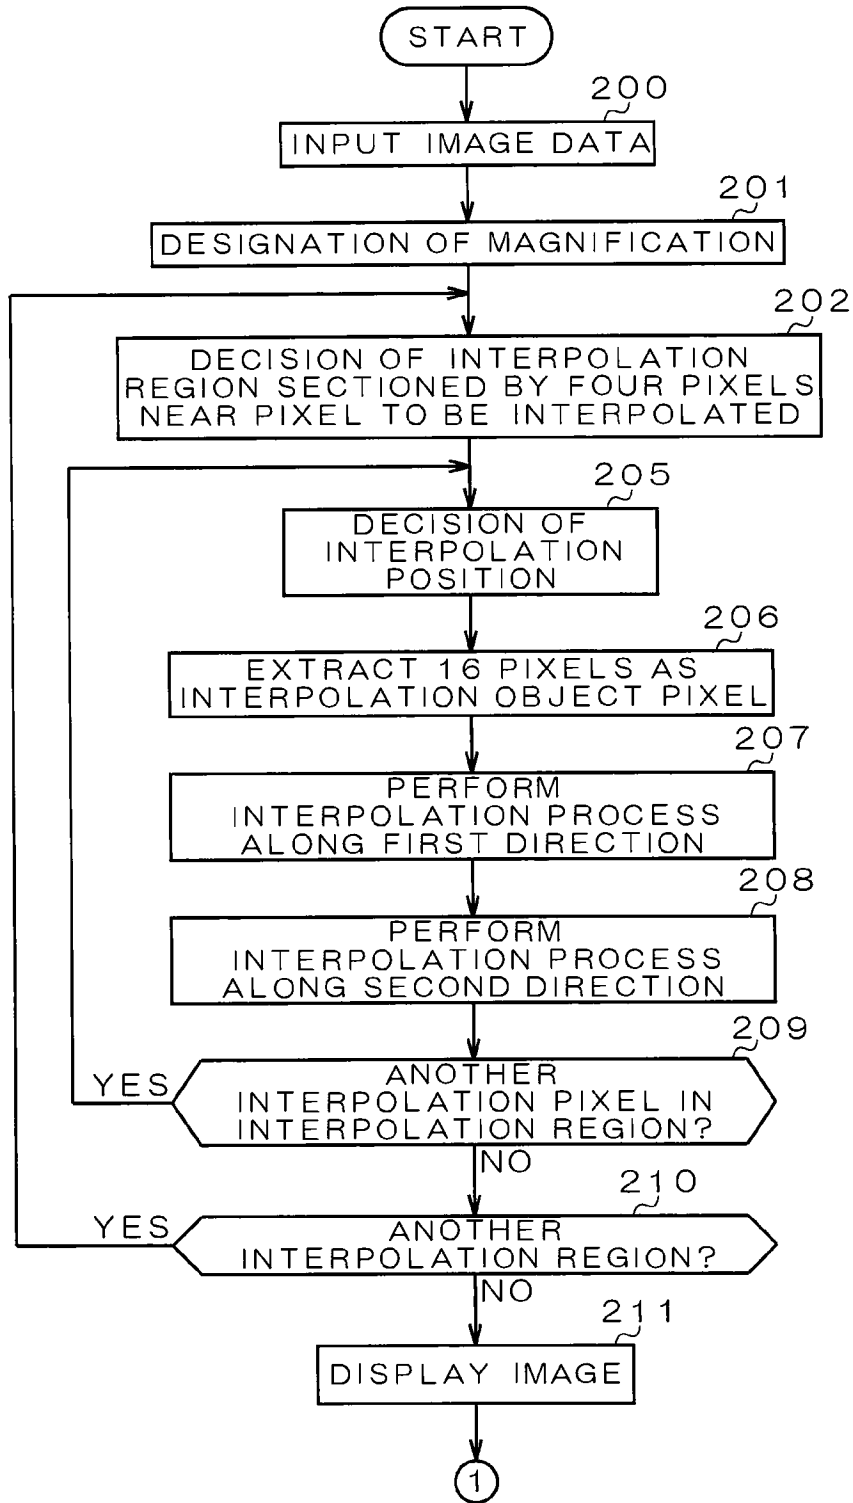 START
200
INPUT IMAGE DATA
201
DESIGNATION OF MAGNIFICATION
202
DECISION OF INTERPOLATION
REGION SECTIONED BY FOUR PIXELS
NEAR PIXEL TO BE INTERPOLATED
205
DECISION OF
INTERPOLATION
POSITION
206
EXTRACT 16 PIXELS AS
INTERPOLATION OBJECT PIXEL
207
PERFORM
INTERPOLATION PROCESS
ALONG FIRST DIRECTION
208
PERFORM
INTERPOLATION PROCESS
ALONG SECOND DIRECTION
209
YES
ANOTHER
INTERPOLATION PIXEL IN
INTERPOLATION REGION?
NO
210
YES
ANOTHER
INTERPOLATION REGION?
NO
211
DISPLAY IMAGE
1